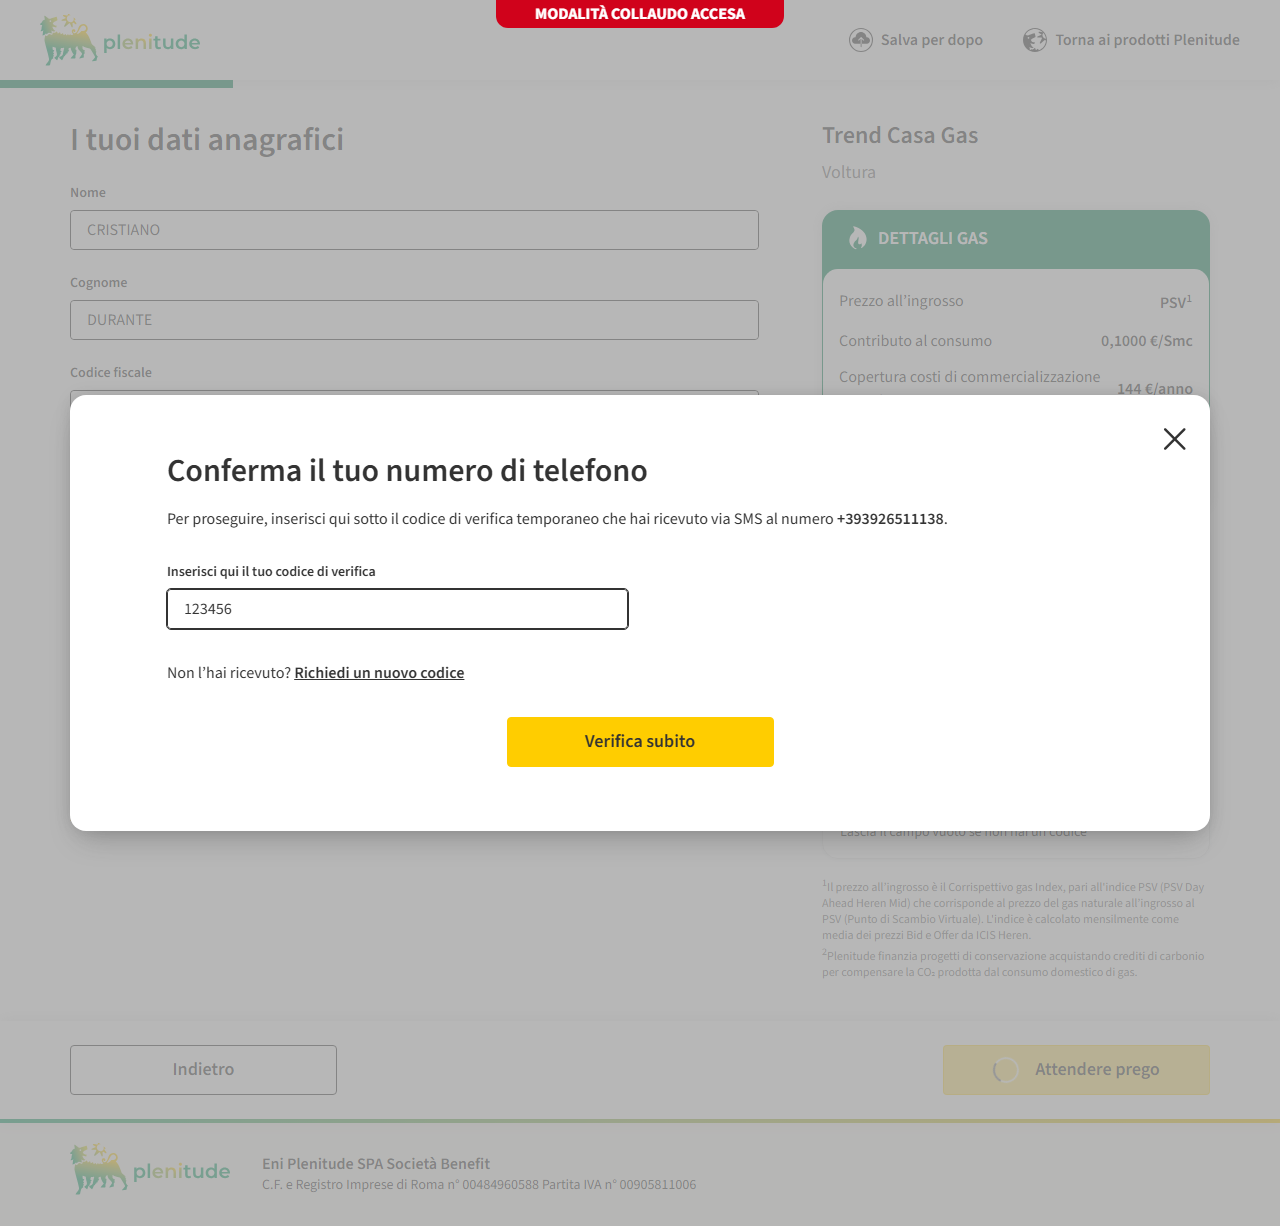 MODALITÀ COLLAUDO ACCESA
plenitude
Salva per dopo
Torna ai prodotti Plenitude
I tuoi dati anagrafici
Nome
CRISTIANO
Cognome
DURANTE
Codice fiscale
Trend Casa Gas
Voltura
DETTAGLI GAS
Prezzo all'ingrosso
PSV¹
Contributo al consumo
0,1000 €/Smc
Copertura costi di commercializzazione
144 €/anno
Conferma il tuo numero di telefono
Per proseguire, inserisci qui sotto il codice di verifica temporaneo che hai ricevuto via SMS al numero +393926511138.
Inserisci qui il tuo codice di verifica
123456
Non l'hai ricevuto? Richiedi un nuovo codice
Verifica subito
Lascia il campo vuoto se non hai un codice
¹Il prezzo all'ingrosso è il Corrispettivo gas Index, pari all'indice PSV (PSV Day
Ahead Heren Mid) che corrisponde al prezzo del gas naturale all'ingrosso al
PSV (Punto di Scambio Virtuale). L'indice è calcolato mensilmente come
media dei prezzi Bid e Offer da ICIS Heren.
²Plenitude finanzia progetti di conservazione acquistando crediti di carbonio
per compensare la CO₂ prodotta dal consumo domestico di gas.
Indietro
Attendere prego
plenitude
Eni Plenitude SPA Società Benefit
C.F. e Registro Imprese di Roma n° 00484960588 Partita IVA n° 00905811006